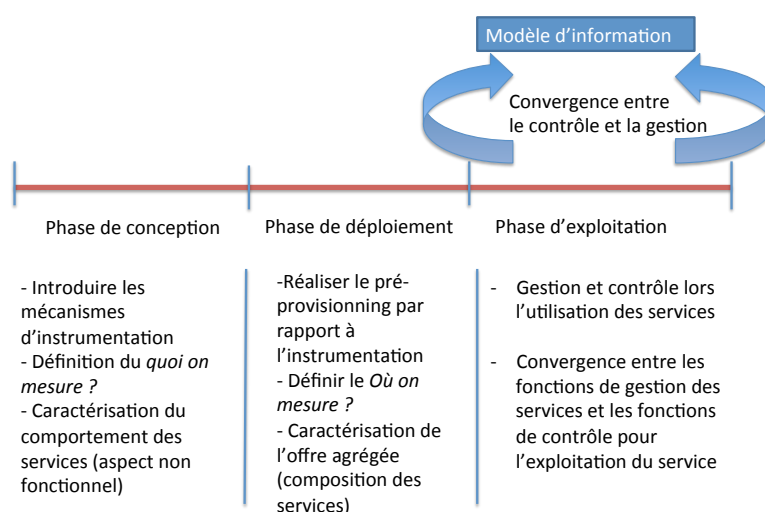 Modèle d'information
Convergence entre
le contrôle et la gestion
Phase de conception
Phase de déploiement
Phase d'exploitation
- Introduire les
mécanismes
d'instrumentation
- Définition du quoi on
mesure ?
- Caractérisation du
comportement des
services (aspect non
fonctionnel)
-Réaliser le pré-
provisionning par
rapport à
l'instrumentation
- Définir le Où on
mesure ?
- Caractérisation de
l'offre agrégée
(composition des
services)
- Gestion et contrôle lors
l'utilisation des services
- Convergence entre les
fonctions de gestion des
services et les fonctions
de contrôle pour
l'exploitation du service